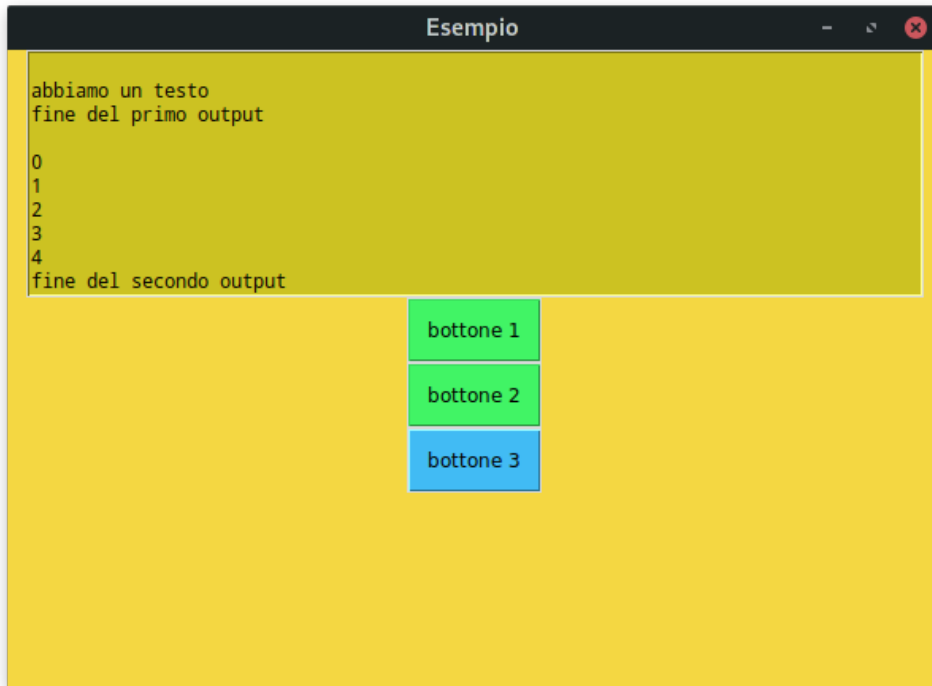 Esempio
abbiamo un testo
fine del primo output
0
1
2
3
4
fine del secondo output
bottone 1
bottone 2
bottone 3